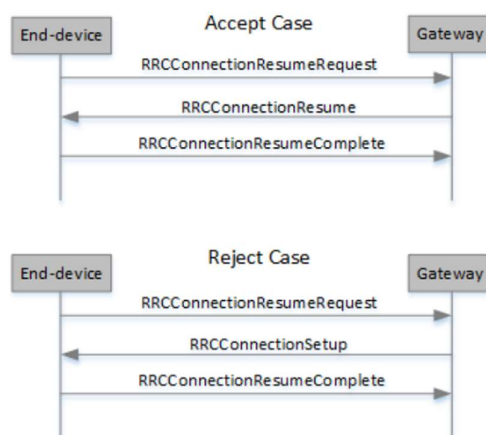 Accept Case
End-device
Gateway
RRCConnectionResumeRequest
RRCConnectionResume
RRCConnectionResumeComplete
Reject Case
End-device
Gateway
RRCConnectionResumeRequest
RRCConnectionSetup
RRCConnectionResumeComplete